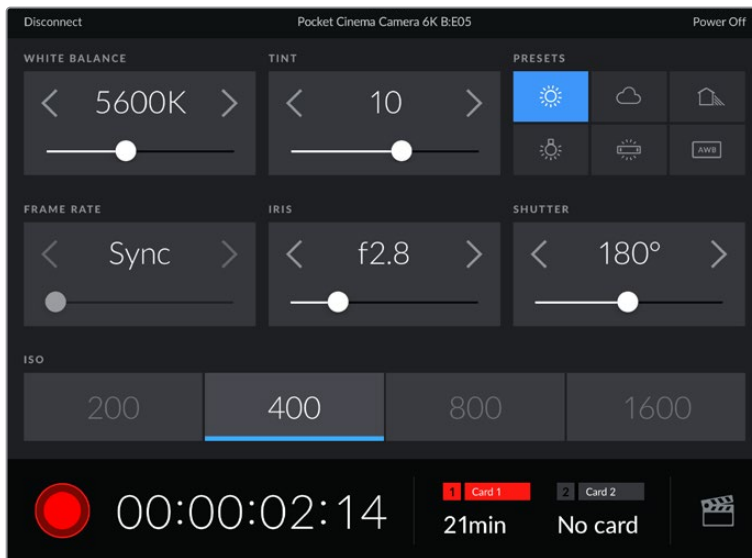 Disconnect Pocket Cinema Camera 6K B:E05 Power Off
WHITE BALANCE TINT PRESETS
5600K 10
AWB
FRAME RATE IRIS SHUTTER
Sync f2.8 180°
ISO
200 400 800 1600
1 Card 1 2 Card 2
00:00:02:14 21min No card